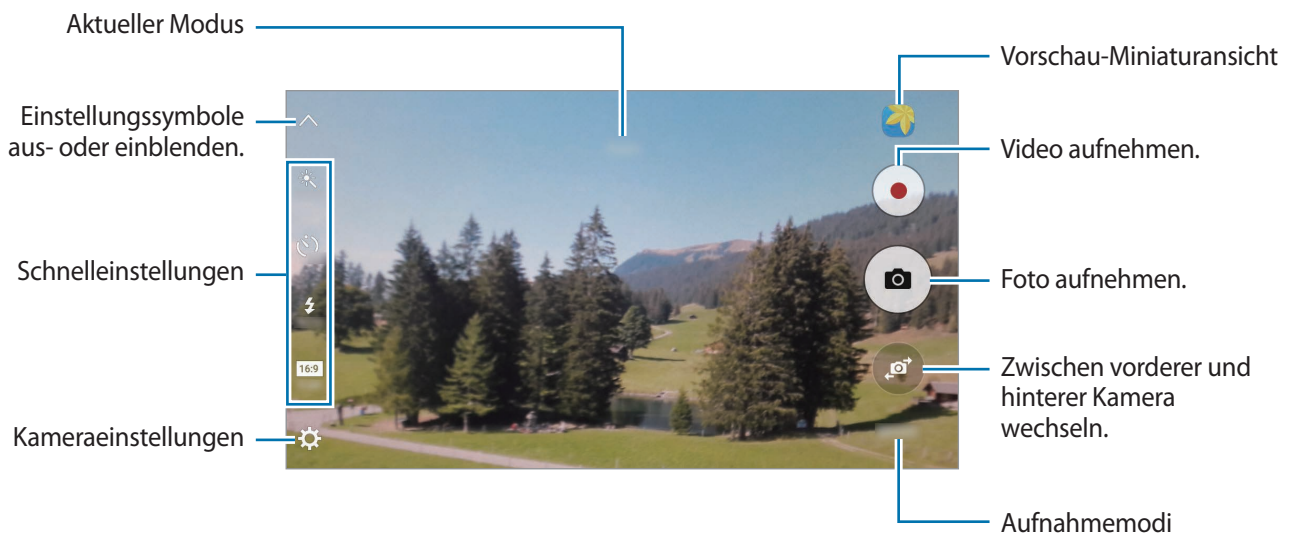 Aktueller Modus
Einstellungssymbole
aus- oder einblenden.
Schnelleinstellungen
16:9
Kameraeinstellungen
Vorschau-Miniaturansicht
Video aufnehmen.
Foto aufnehmen.
Zwischen vorderer und
hinterer Kamera
wechseln.
Aufnahmemodi